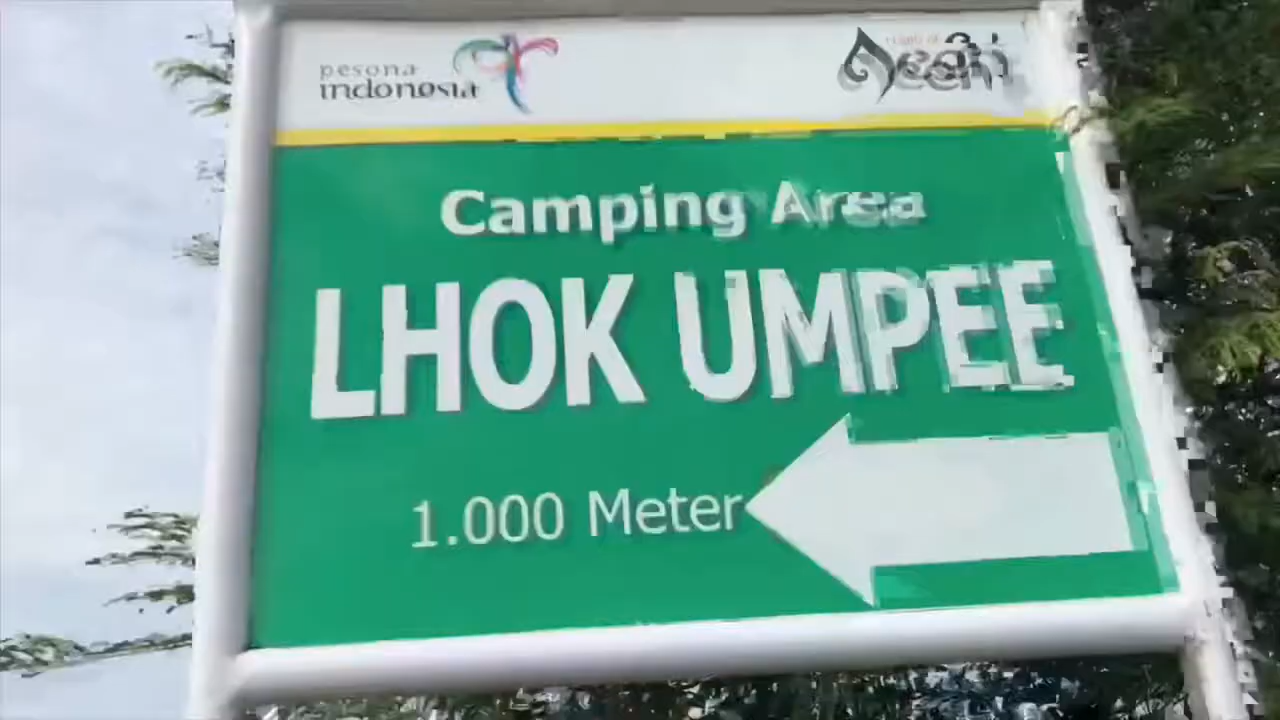 pesona
indonesia
Aceh
Camping Area
LHOK UMPEE
1.000 Meter